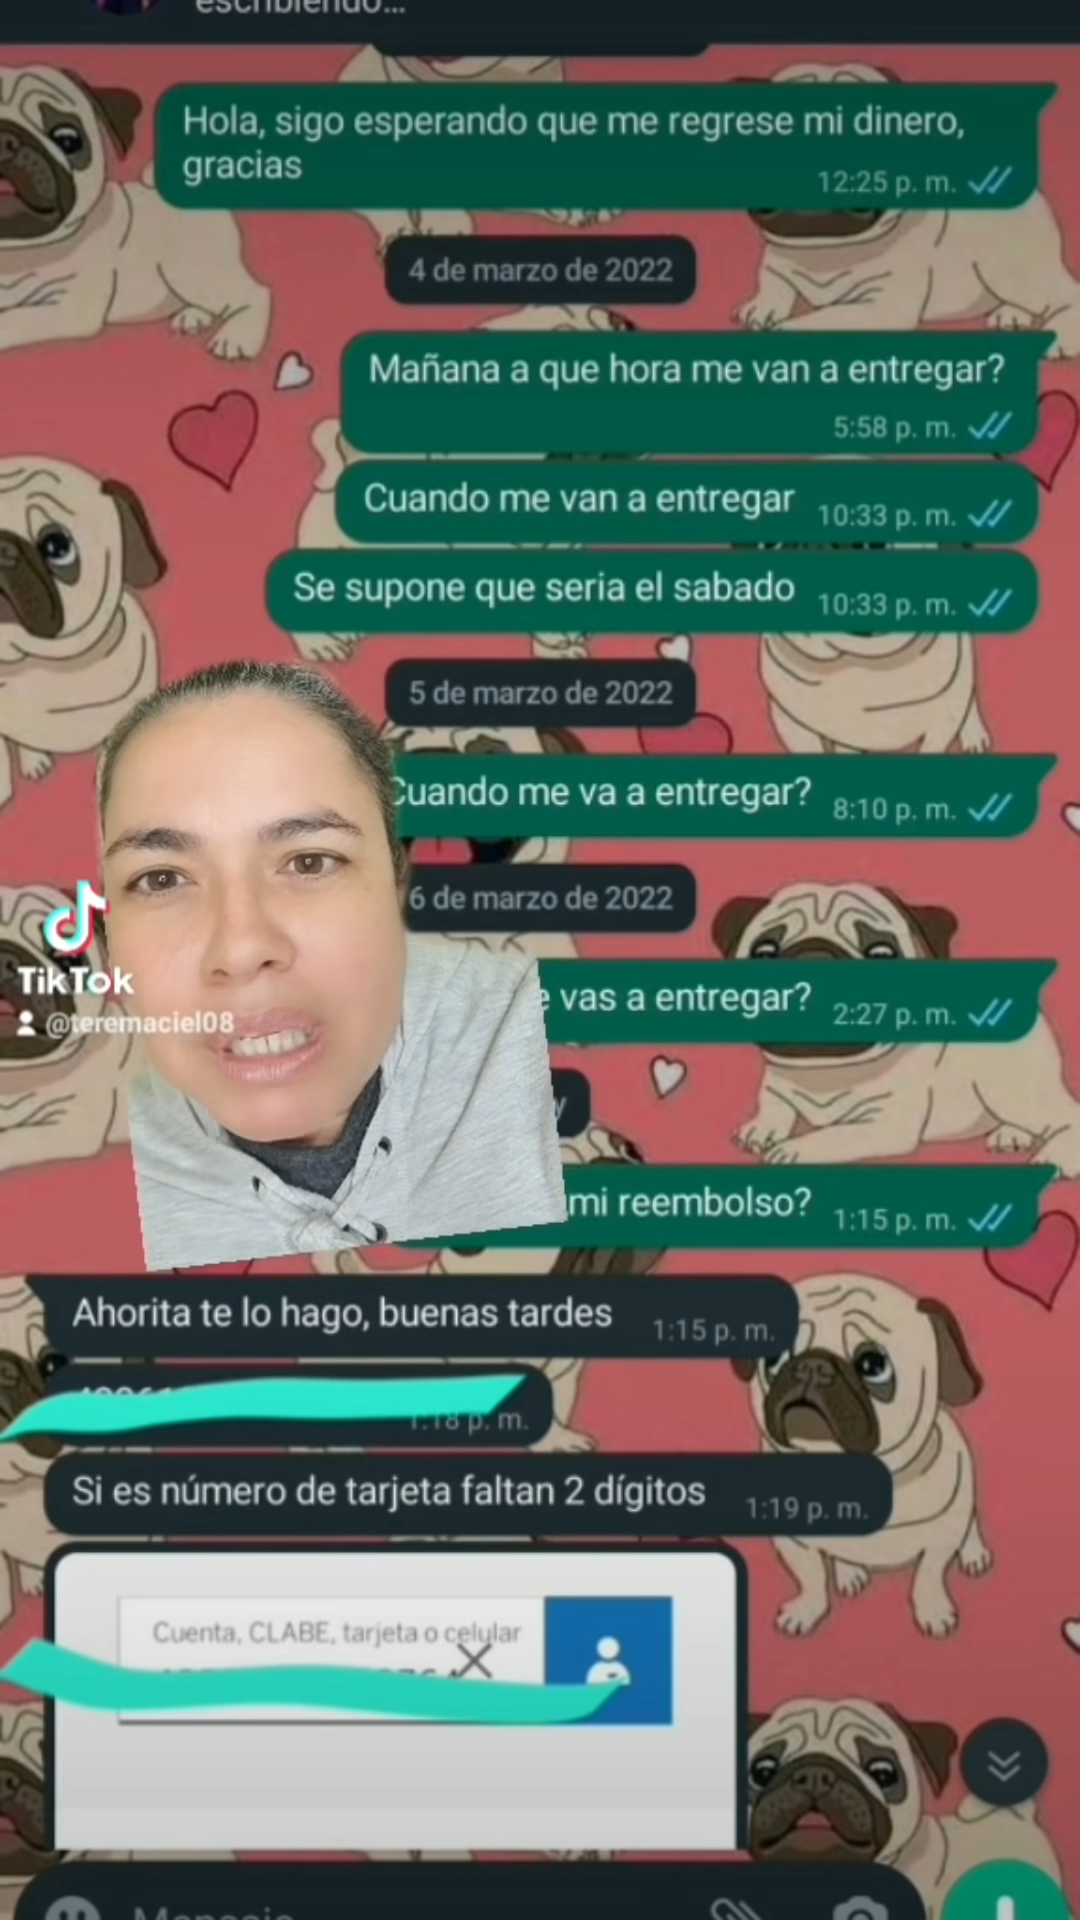 escribiendo...
Hola, sigo esperando que me regrese mi dinero,
gracias
12:25 p. m.
4 de marzo de 2022
Mañana a que hora me van a entregar?
5:58 p. m.
Cuando me van a entregar 10:33 p. m.
Se supone que seria el sabado 10:33 p. m.
5 de marzo de 2022
Cuando me va a entregar? 8:10 p. m.
6 de marzo de 2022
vas a entregar? 2:27 p. m.
TikTok
@teremaciel08
mi reembolso? 1:15 p. m.
Ahorita te lo hago, buenas tardes 1:15 p. m.
1:18 p. m.
Si es número de tarjeta faltan 2 dígitos 1:19 p. m.
Cuenta, CLABE, tarjeta o celular
Mensaje